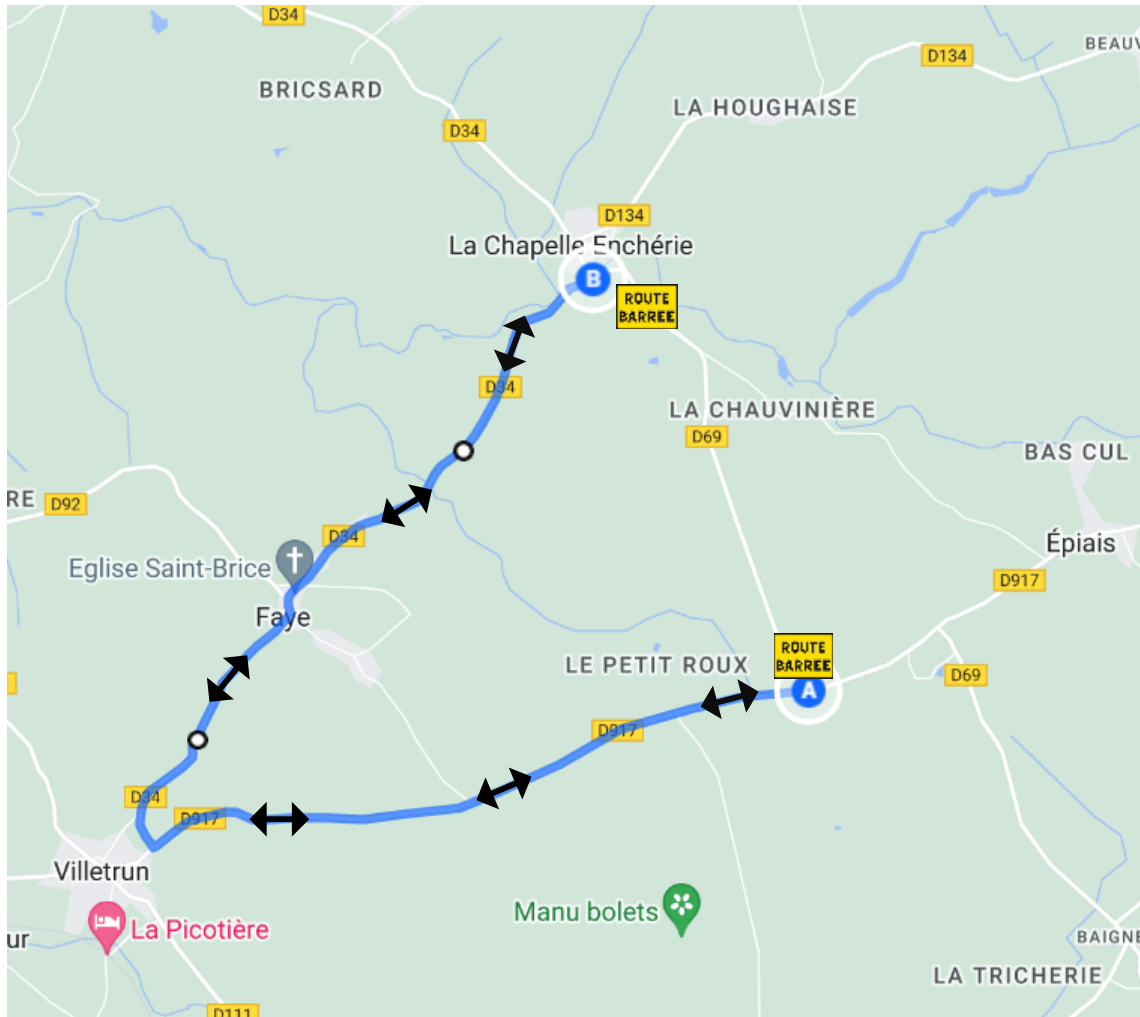 D34
BEAUV
D134
BRICSARD
LA HOUGHAISE
D34
D134
La Chapelle Enchérie
B
ROUTE
BARREE
D34
LA CHAUVINIÈRE
D69
BAS CUL
RE
D92
D34
Épiais
Eglise Saint-Brice
D917
Faye
ROUTE
BARREE
LE PETIT ROUX
D69
A
D917
D34
D917
Villetrun
Manu bolets
La Picotière
ur
BAIGNE
LA TRICHERIE
D111